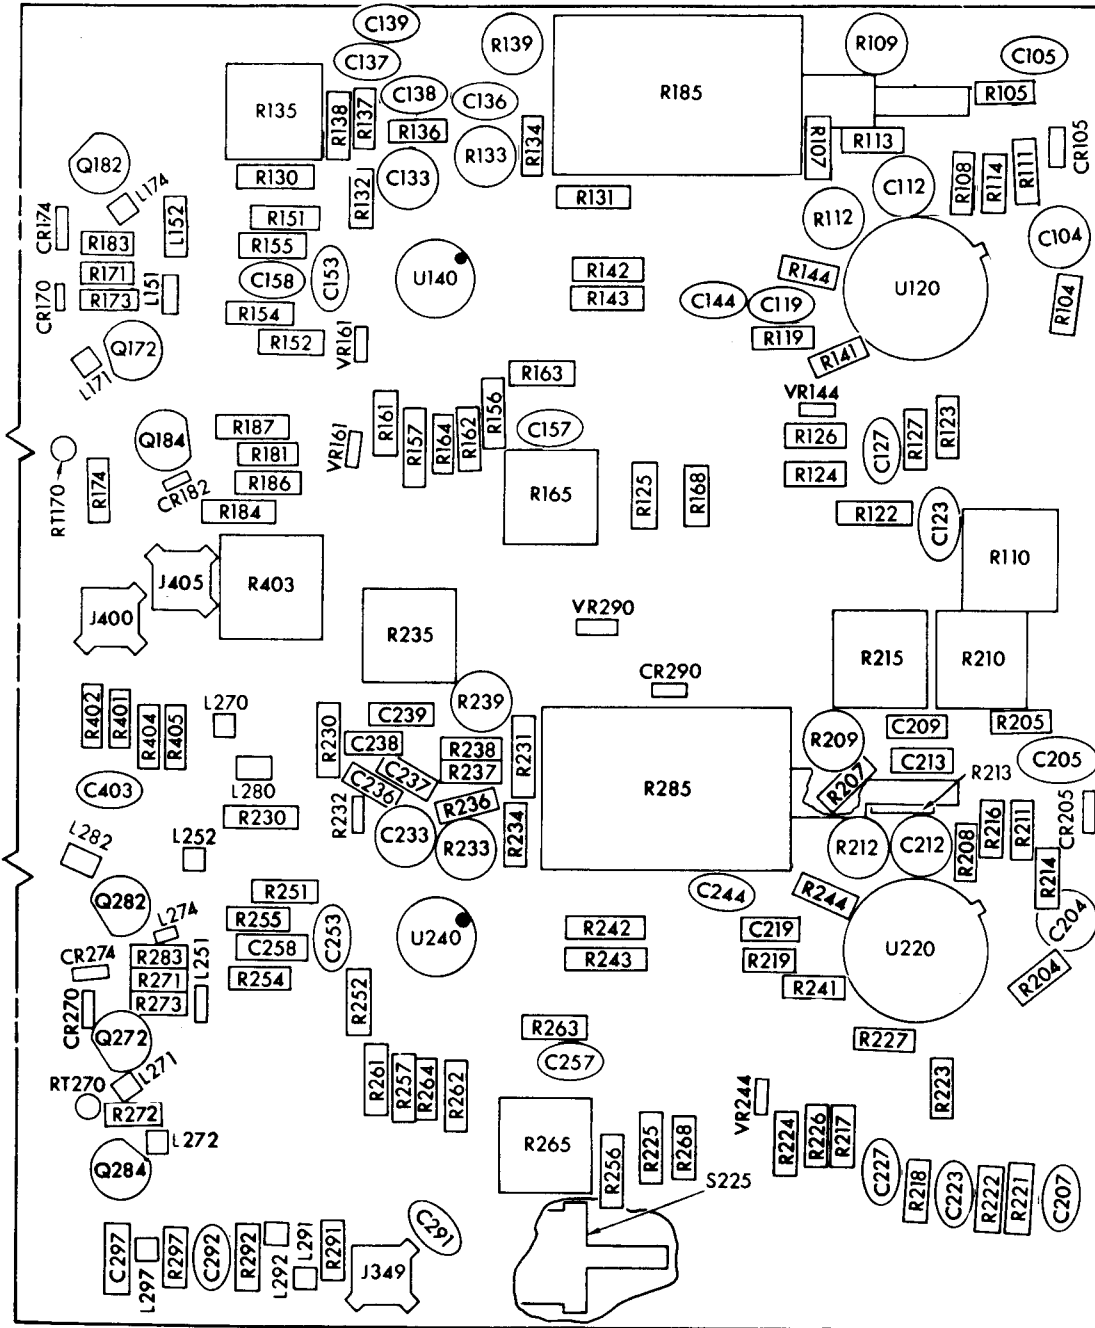 C139
R139
R109
C105
C137
R185
C138
C136
R105
R135
R138
R137
R136
R134
R107
R113
CR105
Q182
R133
R108
R114
R111
R130
C133
C112
L174
R132
R131
CR174
L152
R151
R112
C104
R183
R155
R171
C158
C153
U140
R142
R144
U120
CR170
R173
L151
R143
C144
C119
R104
R154
R119
Q172
R152
VR161
R141
L171
R163
VR144
R161
R156
Q184
R187
VR161
R157
R164
R162
C157
R126
C127
R127
R123
R181
R124
RT170
R174
CR182
R186
R165
R125
R168
R184
R122
C123
R110
J405
R403
J400
VR290
R235
R215
R210
CR290
R402
R401
R404
R405
L270
R230
C239
R239
C209
R205
C238
R238
R231
R209
C213
C205
C237
R237
R213
C403
L280
C236
R285
R207
R232
R236
R230
C233
R234
R216
R211
CR205
L282
L252
R233
R212
C212
R208
R214
Q282
R251
C244
R244
C204
L274
R255
C253
U240
R242
C219
CR274
R283
L251
C258
U220
R271
R254
R243
R219
R204
CR270
R273
R252
R241
Q272
R263
R227
C257
RT270
L271
R261
R257
R264
R262
R223
R272
VR244
L272
R265
R225
R268
R224
R226
R217
Q284
R256
S225
C227
R218
C223
R222
R221
C207
C297
L297
R297
C292
R292
L292
L291
R291
C291
J349